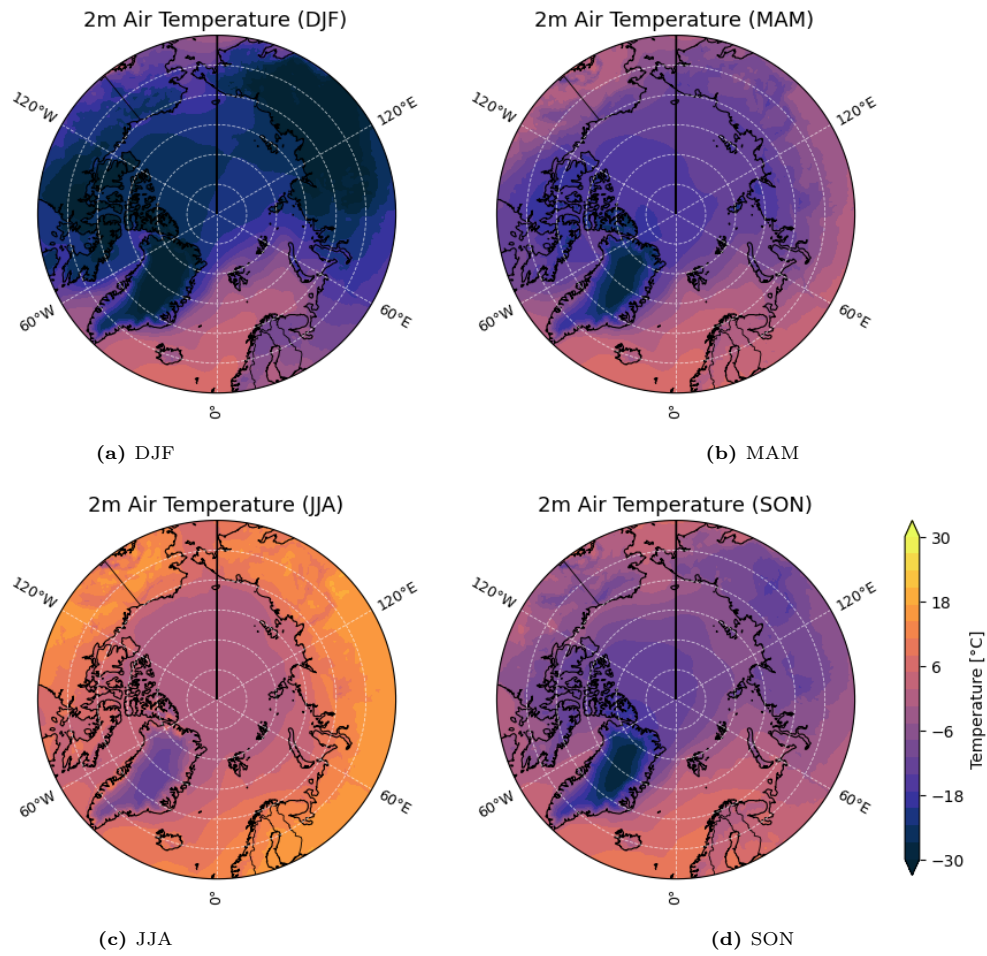 2m Air Temperature (DJF)
2m Air Temperature (MAM)
120°W
120°E
60°W
60°E
0°
120°W
120°E
60°W
60°E
0°
(a) DJF
(b) MAM
2m Air Temperature (JJA)
2m Air Temperature (SON)
120°W
120°E
60°W
60°E
0°
120°W
120°E
60°W
60°E
0°
30
18
6
−6
−18
−30
Temperature [°C]
(c) JJA
(d) SON